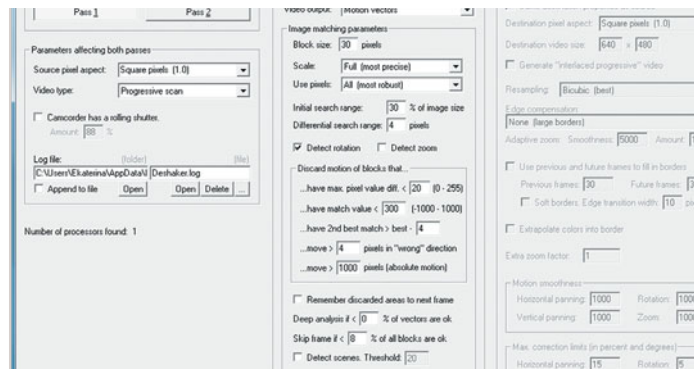 Pass 1
Pass 2
Parameters affecting both passes
Source pixel aspect: Square pixels (1.0)
Video type: Progressive scan
Camcorder has a rolling shutter.
Amount: 88 %
Log file: (folder) (file)
C:\Users\Ekaterina\AppData\l Deshaker.log
Append to file Open Open Delete ...
Number of processors found: 1
Video output: Motion vectors
Image matching parameters
Block size: 30 pixels
Scale: Full (most precise)
Use pixels: All (most robust)
Initial search range: 30 % of image size
Differential search range: 4 pixels
Detect rotation Detect zoom
Discard motion of blocks that...
...have max. pixel value diff. < 20 (0 - 255)
...have match value < 300 (-1000 - 1000)
...have 2nd best match > best - 4
...move > 4 pixels in "wrong" direction
...move > 1000 pixels (absolute motion)
Remember discarded areas to next frame
Deep analysis if < 0 % of vectors are ok
Skip frame if < 8 % of all blocks are ok
Detect scenes. Threshold: 20
Destination pixel aspect: Square pixels (1.0)
Destination video size: 640 x 480
Generate "interlaced progressive" video
Resampling: Bicubic (best)
Edge compensation:
None (large borders)
Adaptive zoom: Smoothness: 5000 Amount:
Use previous and future frames to fill in borders
Previous frames: 30 Future frames:
Soft borders. Edge transition width: 10
Extrapolate colors into border
Extra zoom factor: 1
Motion smoothness
Horizontal panning: 1000 Rotation: 1000
Vertical panning: 1000 Zoom: 1000
Max. correction limits (in percent and degrees)
Horizontal panning: 15 Rotation: 5